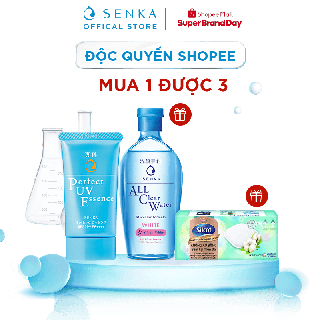 SENKA
OFFICIAL STORE
Shopee Mall
Super Brand Day
ĐỘC QUYỀN SHOPEE
MUA 1 ĐƯỢC 3
Perfect
UV
Essence
SENKA
SENKA
ALL
Clear
Water
WHITE
Silcot